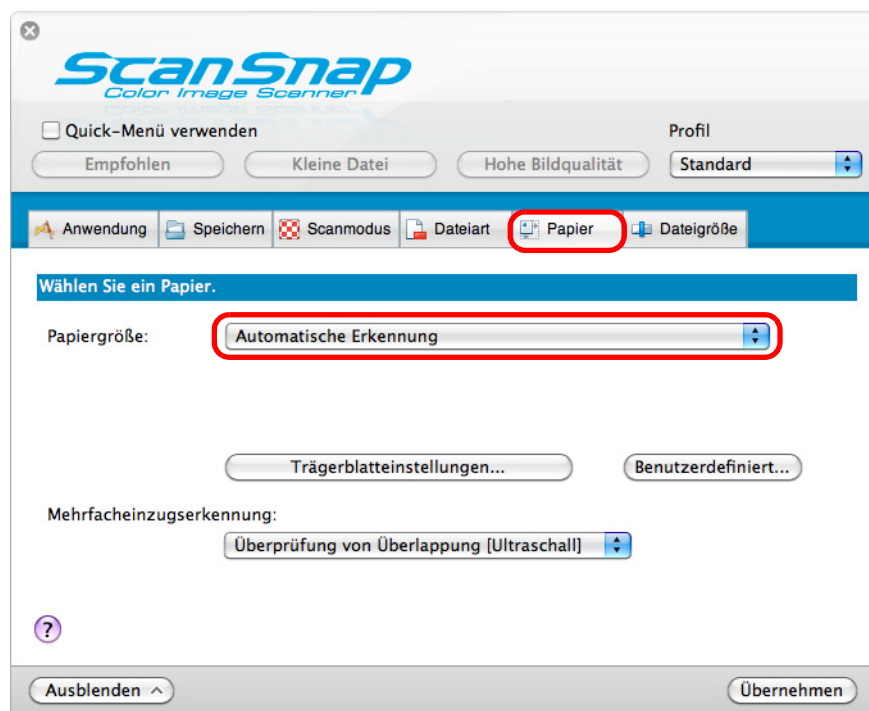 ScanSnap
Color Image Scanner
Quick-Menü verwenden
Profil
Empfohlen Kleine Datei Hohe Bildqualität Standard
Anwendung Speichern Scanmodus Dateiart Papier Dateigröße
Wählen Sie ein Papier.
Papiergröße: Automatische Erkennung
Trägerblatteinstellungen... Benutzerdefiniert...
Mehrfacheinzugserkennung:
Überprüfung von Überlappung [Ultraschall]
?
Ausblenden Übernehmen